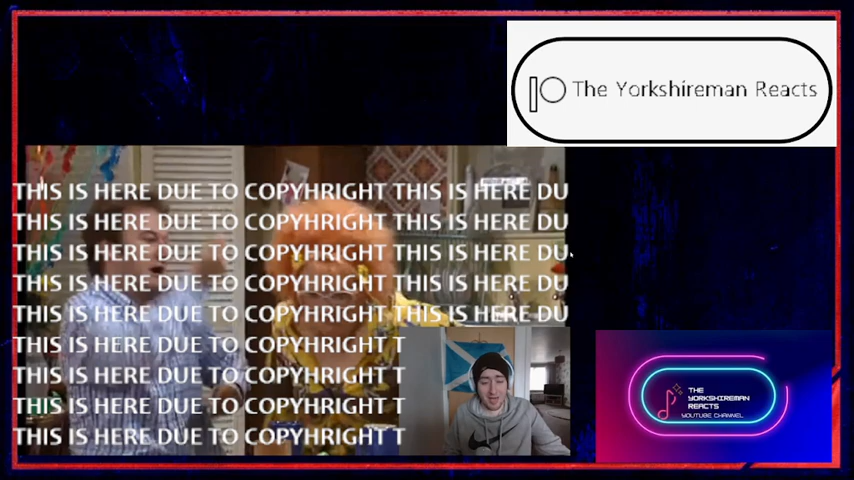 The Yorkshireman Reacts
THIS IS HERE DUE TO COPYHRIGHT THIS IS HERE DU
THIS IS HERE DUE TO COPYHRIGHT THIS IS HERE DU
THIS IS HERE DUE TO COPYHRIGHT THIS IS HERE DU
THIS IS HERE DUE TO COPYHRIGHT THIS IS HERE DU
THIS IS HERE DUE TO COPYHRIGHT THIS IS HERE DU
THIS IS HERE DUE TO COPYHRIGHT T
THIS IS HERE DUE TO COPYHRIGHT T
THIS IS HERE DUE TO COPYHRIGHT T
THIS IS HERE DUE TO COPYHRIGHT T
THE
YORKSHIREMAN
REACTS
YOUTUBE CHANNEL